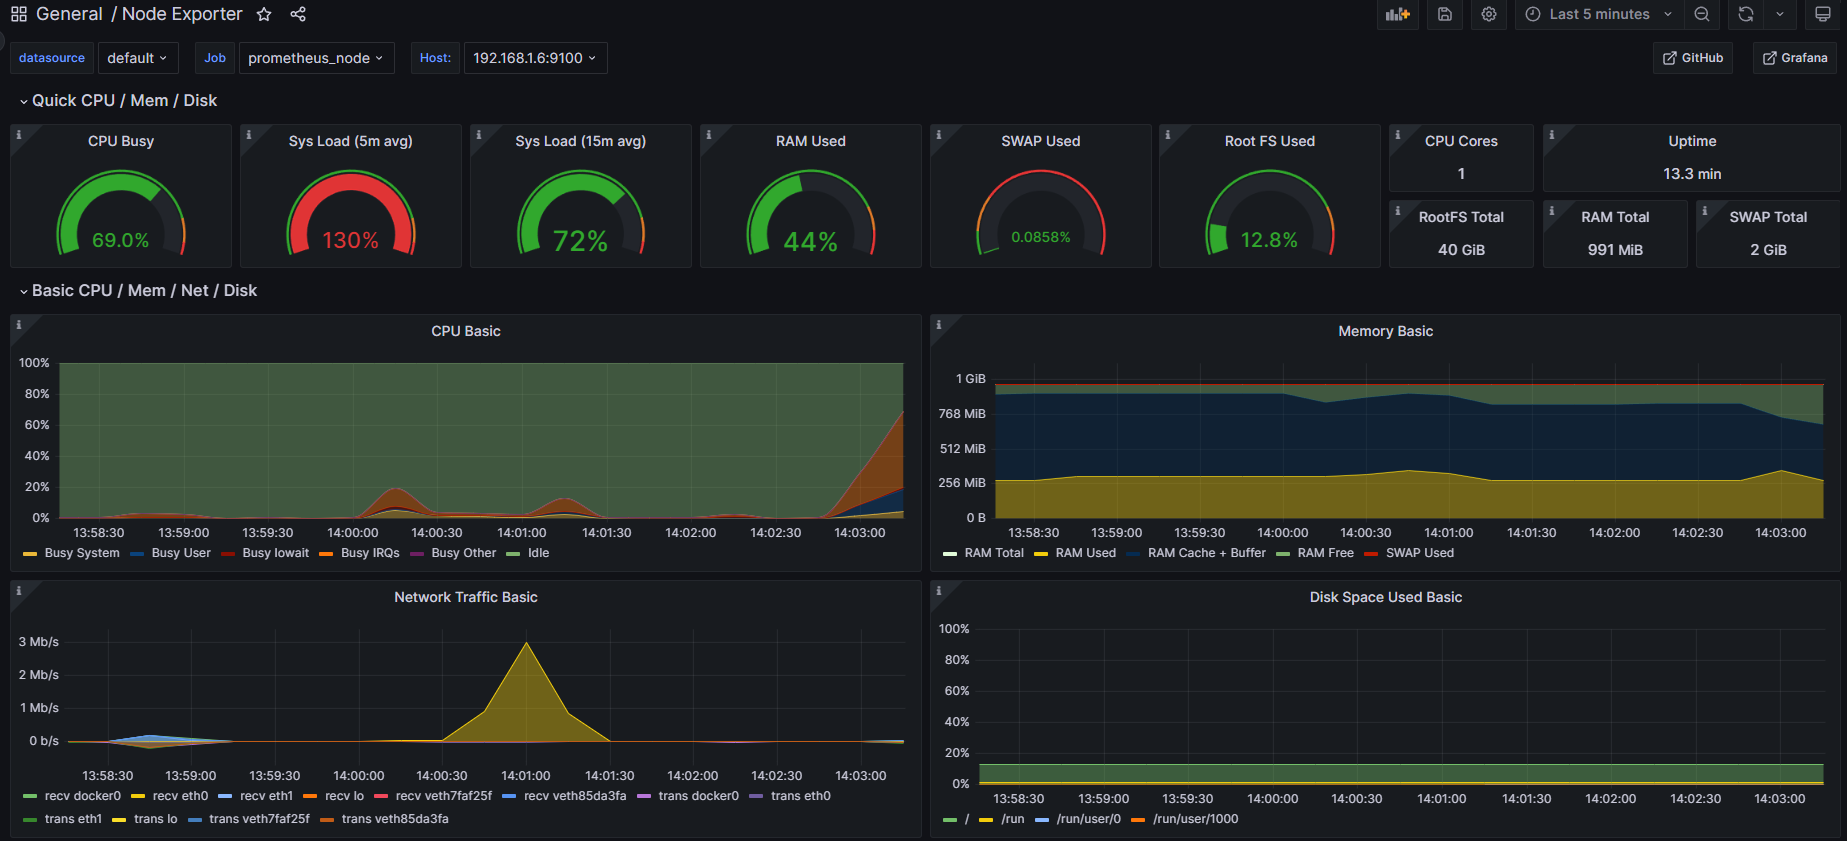 General / Node Exporter
Last 5 minutes
datasource default Job prometheus_node Host: 192.168.1.6:9100 GitHub Grafana
Quick CPU / Mem / Disk
CPU Busy
69.0%
Sys Load (5m avg)
130%
Sys Load (15m avg)
72%
RAM Used
44%
SWAP Used
0.0858%
Root FS Used
12.8%
CPU Cores
1
Uptime
13.3 min
RootFS Total
40 GiB
RAM Total
991 MiB
SWAP Total
2 GiB
Basic CPU / Mem / Net / Disk
CPU Basic
100%
80%
60%
40%
20%
0%
13:58:30 13:59:00 13:59:30 14:00:00 14:00:30 14:01:00 14:01:30 14:02:00 14:02:30 14:03:00
Busy System Busy User Busy Iowait Busy IRQs Busy Other Idle
Memory Basic
1 GiB
768 MiB
512 MiB
256 MiB
0 B
13:58:30 13:59:00 13:59:30 14:00:00 14:00:30 14:01:00 14:01:30 14:02:00 14:02:30 14:03:00
RAM Total RAM Used RAM Cache + Buffer RAM Free SWAP Used
Network Traffic Basic
3 Mb/s
2 Mb/s
1 Mb/s
0 b/s
13:58:30 13:59:00 13:59:30 14:00:00 14:00:30 14:01:00 14:01:30 14:02:00 14:02:30 14:03:00
recv docker0 recv eth0 recv eth1 recv lo recv veth7faf25f recv veth85da3fa trans docker0 trans eth0
trans eth1 trans lo trans veth7faf25f trans veth85da3fa
Disk Space Used Basic
100%
80%
60%
40%
20%
0%
13:58:30 13:59:00 13:59:30 14:00:00 14:00:30 14:01:00 14:01:30 14:02:00 14:02:30 14:03:00
/ /run /run/user/0 /run/user/1000